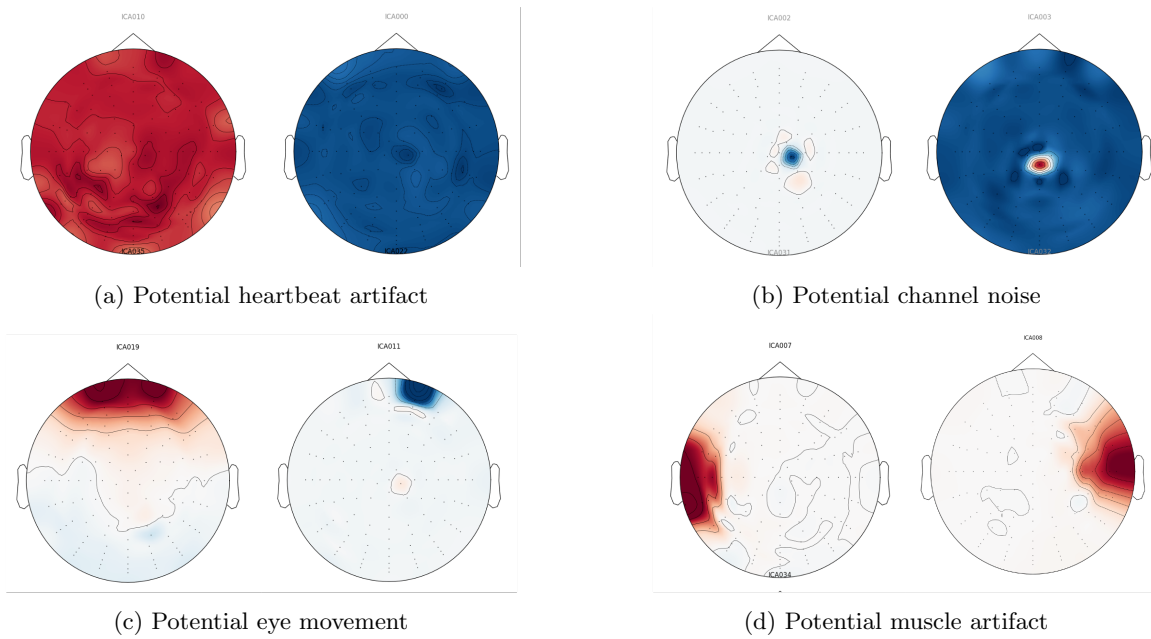 ICA010
ICA000
ICA002
ICA003
ICA035
ICA022
ICA031
ICA032
(a) Potential heartbeat artifact
(b) Potential channel noise
ICA019
ICA011
ICA007
ICA008
ICA034
(c) Potential eye movement
(d) Potential muscle artifact